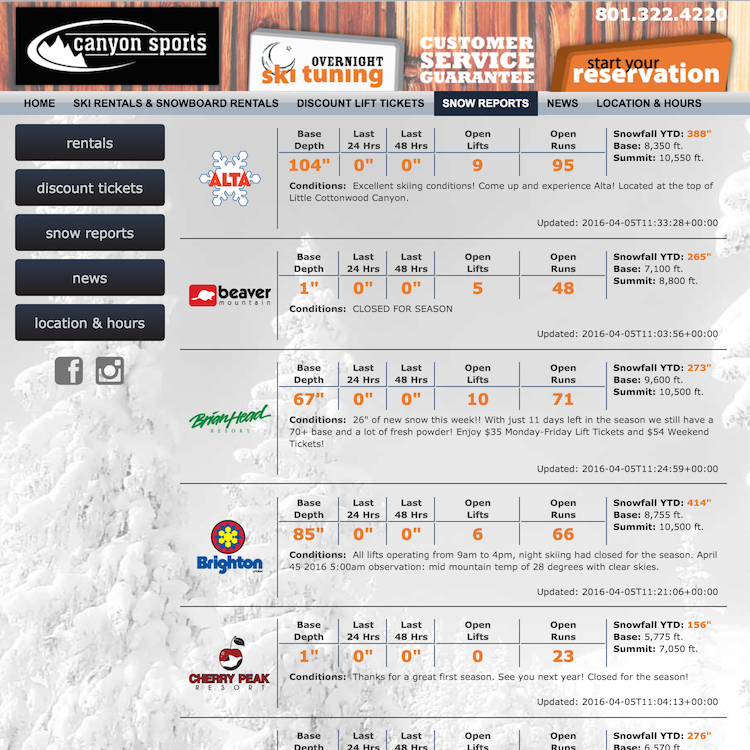 801.322.4220
canyon sports
OVERNIGHT
ski tuning
CUSTOMER
SERVICE
GUARANTEE
start your
reservation
HOME SKI RENTALS & SNOWBOARD RENTALS DISCOUNT LIFT TICKETS SNOW REPORTS NEWS LOCATION & HOURS
rentals
discount tickets
snow reports
news
location & hours
ALTA
Base Last Last Open Open Snowfall YTD: 388"
Depth 24 Hrs 48 Hrs Lifts Runs Base: 8,350 ft.
104" 0" 0" 9 95 Summit: 10,550 ft.
Conditions: Excellent skiing conditions! Come up and experience Alta! Located at the top of
Little Cottonwood Canyon.
Updated: 2016-04-05T11:33:28+00:00
beaver
mountain
Base Last Last Open Open Snowfall YTD: 265"
Depth 24 Hrs 48 Hrs Lifts Runs Base: 7,100 ft.
1" 0" 0" 5 48 Summit: 8,800 ft.
Conditions: CLOSED FOR SEASON
Updated: 2016-04-05T11:03:56+00:00
Brian Head
RESORT
Base Last Last Open Open Snowfall YTD: 273"
Depth 24 Hrs 48 Hrs Lifts Runs Base: 9,600 ft.
67" 0" 0" 10 71 Summit: 10,500 ft.
Conditions: 26" of new snow this week!! With just 11 days left in the season we still have a
70+ base and a lot of fresh powder! Enjoy $35 Monday-Friday Lift Tickets and $54 Weekend
Tickets!
Updated: 2016-04-05T11:24:59+00:00
Brighton
Base Last Last Open Open Snowfall YTD: 414"
Depth 24 Hrs 48 Hrs Lifts Runs Base: 8,755 ft.
85" 0" 0" 6 66 Summit: 10,500 ft.
Conditions: All lifts operating from 9am to 4pm, night skiing had closed for the season. April
45 2016 5:00am observation: mid mountain temp of 28 degrees with clear skies.
Updated: 2016-04-05T11:21:06+00:00
CHERRY PEAK
RESORT
Base Last Last Open Open Snowfall YTD: 156"
Depth 24 Hrs 48 Hrs Lifts Runs Base: 5,775 ft.
1" 0" 0" 0 23 Summit: 7,050 ft.
Conditions: Thanks for a great first season. See you next year! Closed for the season!
Updated: 2016-04-05T11:04:13+00:00
Base Last Last Open Open Snowfall YTD: 276"
Depth 24 Hrs 48 Hrs Lifts Runs Base: 6,570 ft.